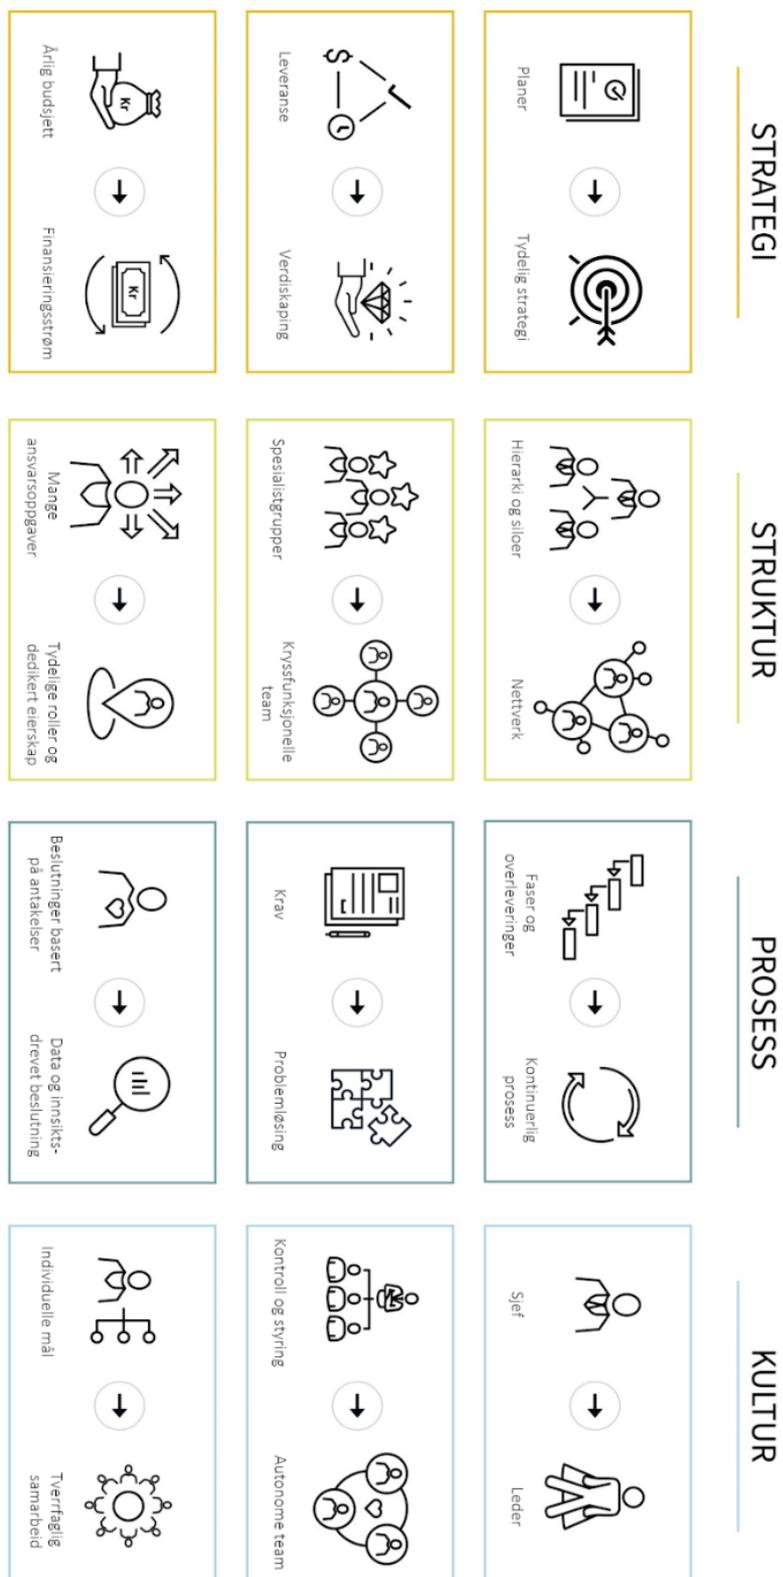 STRATEGI
Planer
Tydelig strategi
Leveranse
Verdiskaping
Årlig budsjett
Kr
Finansieringsstrøm
Kr
STRUKTUR
Hierarki og siloer
Nettverk
Spesialistgrupper
Kryssfunksjonelle
team
Mange
ansvarsoppgaver
Tydelige roller og
dedikert eierskap
PROSESS
Faser og
overleveringer
Kontinuerlig
prosess
Krav
Problemløsing
Beslutninger basert
på antakelser
Data og innsikts-
drevet beslutning
KULTUR
Sjef
Leder
Kontroll og styring
Autonome team
Individuelle mål
Tverrfaglig
samarbeid